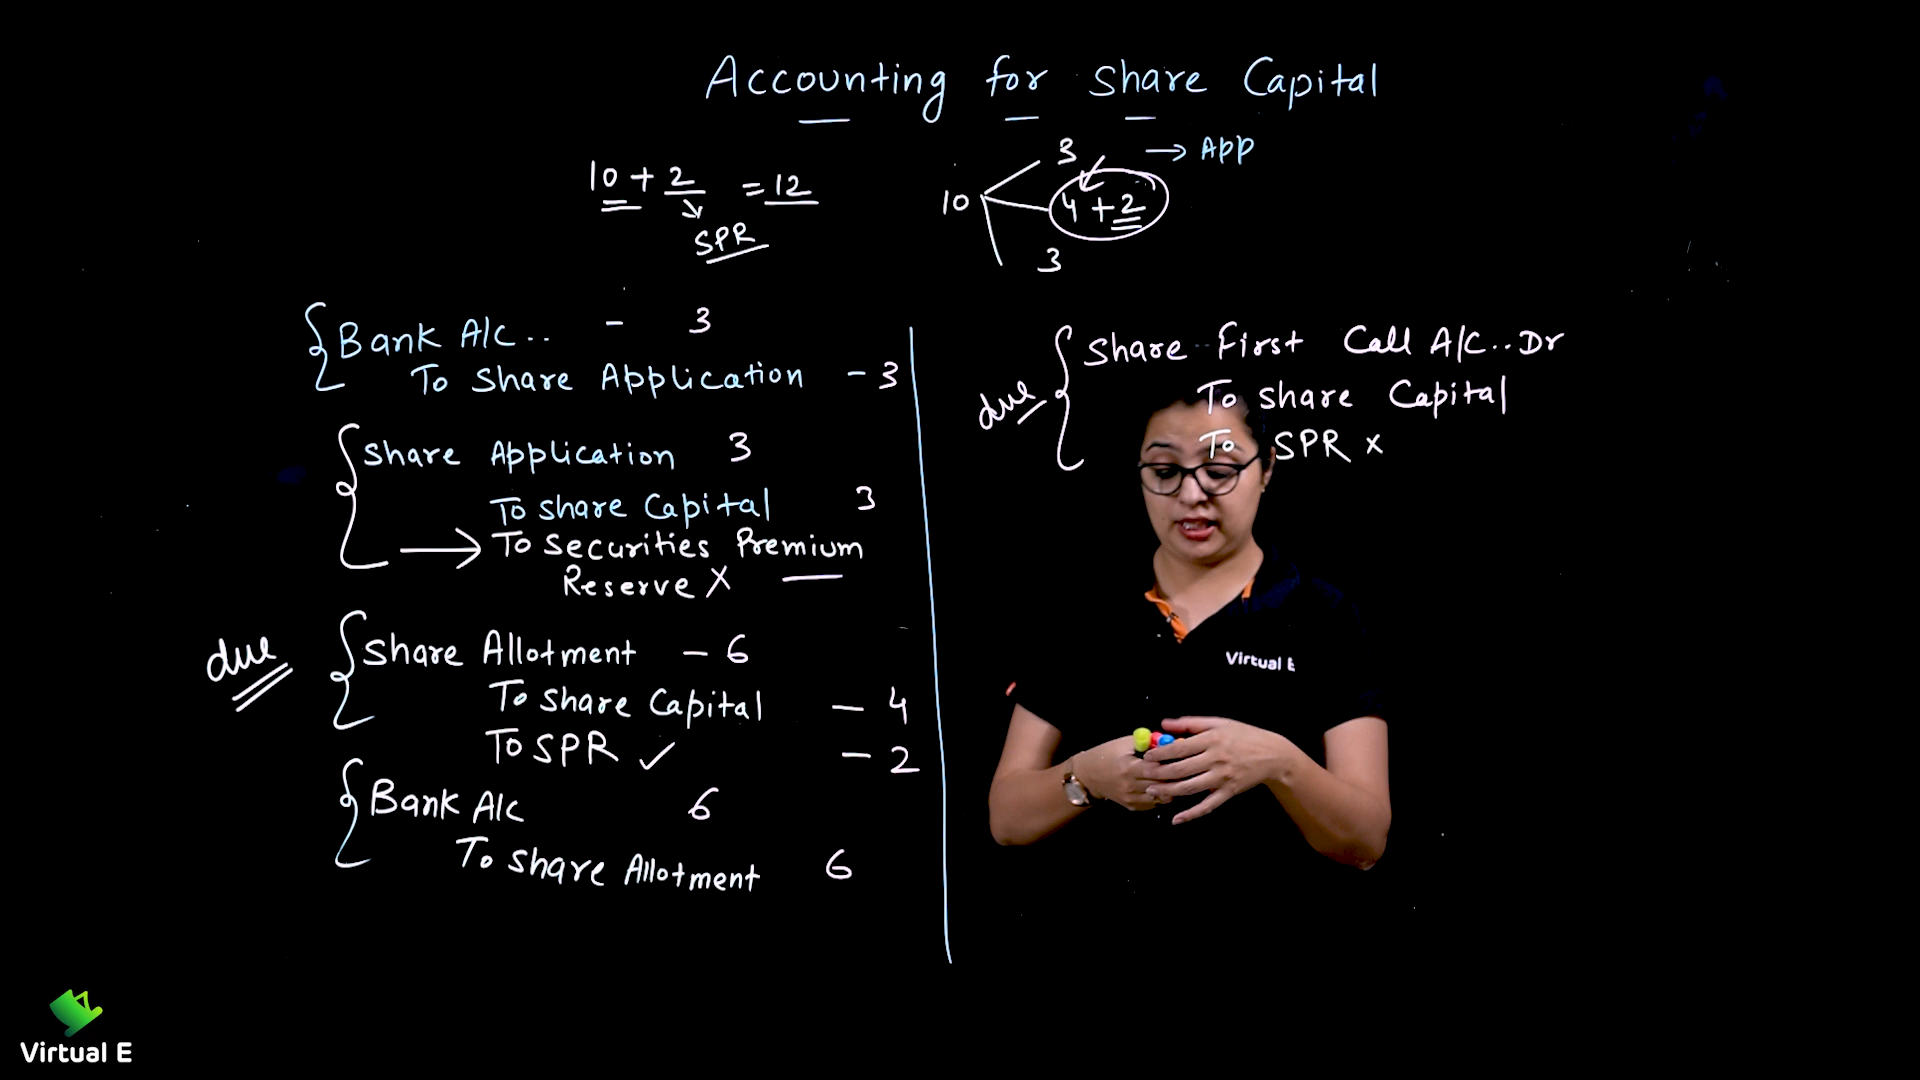 Accounting for Share Capital
10 + 2 = 12
SPR
10
3 → APP
4 + 2
3
Bank A/C.. - 3
To Share Application - 3
Share Application 3
To Share Capital 3
→ To Securities Premium
Reserve X —
due
Share Allotment - 6
To Share Capital - 4
To SPR ✓ - 2
Bank A/c 6
To Share Allotment 6
due
Share First Call A/C..Dr
To Share Capital
To SPR x
Virtual E
Virtual E